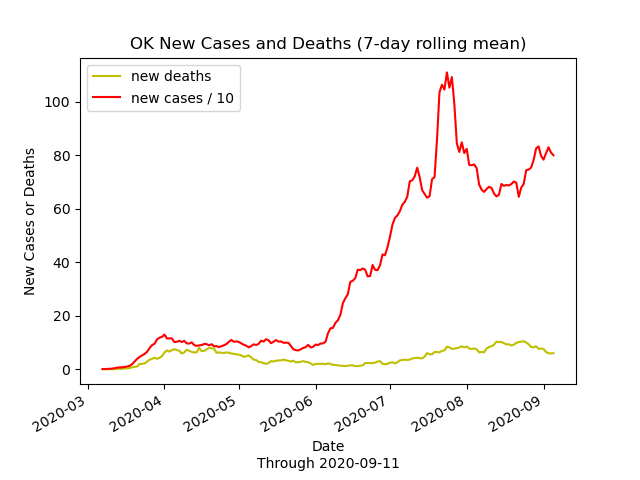 OK New Cases and Deaths (7-day rolling mean)
new deaths
new cases / 10
100
80
60
40
20
0
New Cases or Deaths
2020-03
2020-04
2020-05
2020-06
2020-07
2020-08
2020-09
Date
Through 2020-09-11